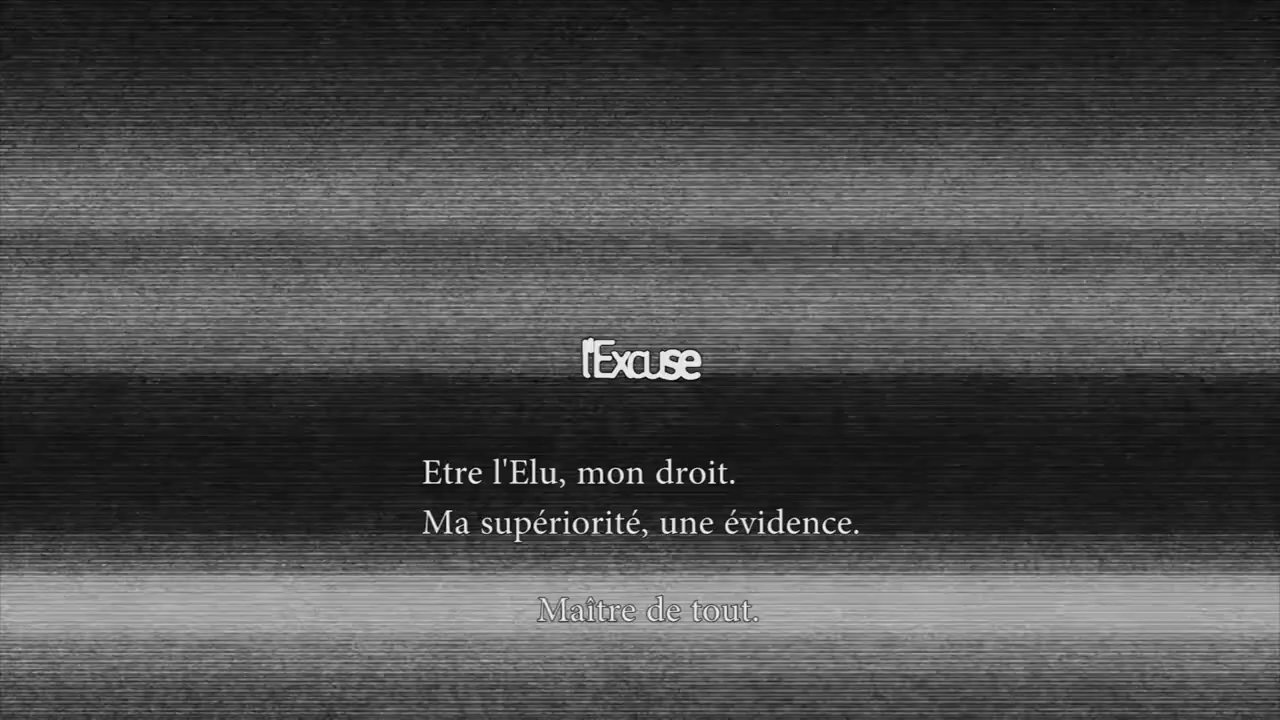 l'Excuse
Etre l'Elu, mon droit.
Ma supériorité, une évidence.
Maître de tout.